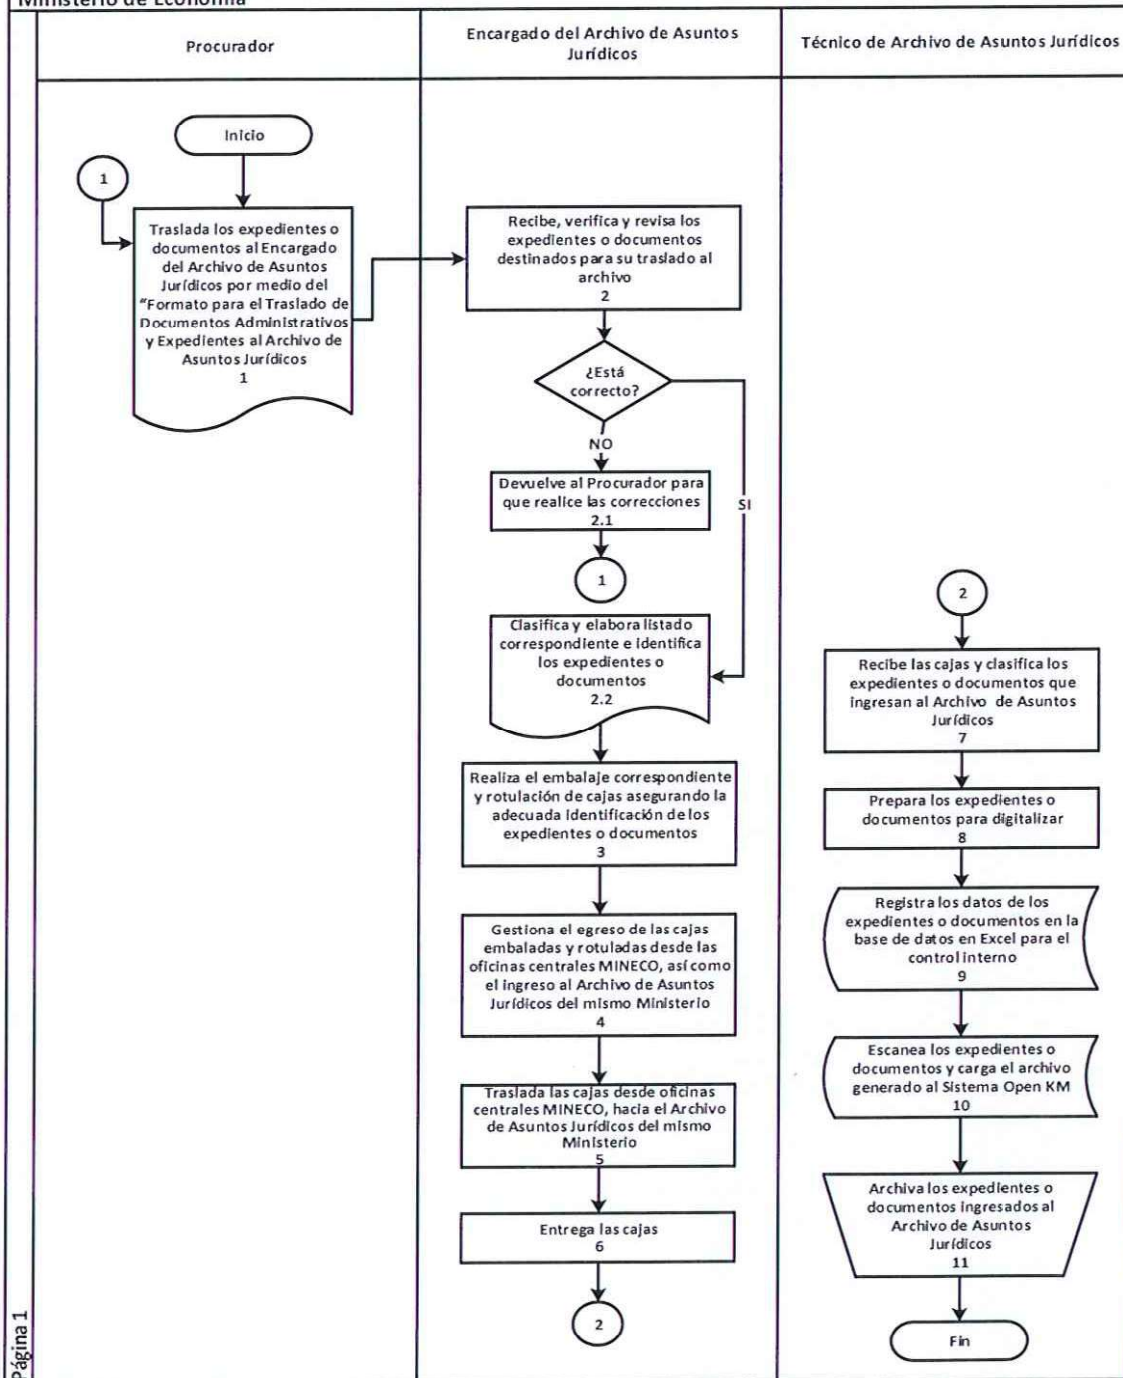 Ministerio de Economía
Procurador
Encargado del Archivo de Asuntos
Jurídicos
Técnico de Archivo de Asuntos Jurídicos
Inicio
1
Traslada los expedientes o
documentos al Encargado
del Archivo de Asuntos
Jurídicos por medio del
"Formato para el Traslado de
Documentos Administrativos
y Expedientes al Archivo de
Asuntos Jurídicos
1
Recibe, verifica y revisa los
expedientes o documentos
destinados para su traslado al
archivo
2
¿Está
correcto?
NO
SI
Devuelve al Procurador para
que realice las correcciones
2.1
1
Clasifica y elabora listado
correspondiente e identifica
los expedientes o
documentos
2.2
Realiza el embalaje correspondiente
y rotulación de cajas asegurando la
adecuada identificación de los
expedientes o documentos
3
Gestiona el egreso de las cajas
embaladas y rotuladas desde las
oficinas centrales MINECO, así como
el ingreso al Archivo de Asuntos
Jurídicos del mismo Ministerio
4
Traslada las cajas desde oficinas
centrales MINECO, hacia el Archivo
de Asuntos Jurídicos del mismo
Ministerio
5
Entrega las cajas
6
2
2
Recibe las cajas y clasifica los
expedientes o documentos que
ingresan al Archivo de Asuntos
Jurídicos
7
Prepara los expedientes o
documentos para digitalizar
8
Registra los datos de los
expedientes o documentos en la
base de datos en Excel para el
control interno
9
Escanea los expedientes o
documentos y carga el archivo
generado al Sistema Open KM
10
Archiva los expedientes o
documentos ingresados al
Archivo de Asuntos
Jurídicos
11
Fin
Página 1